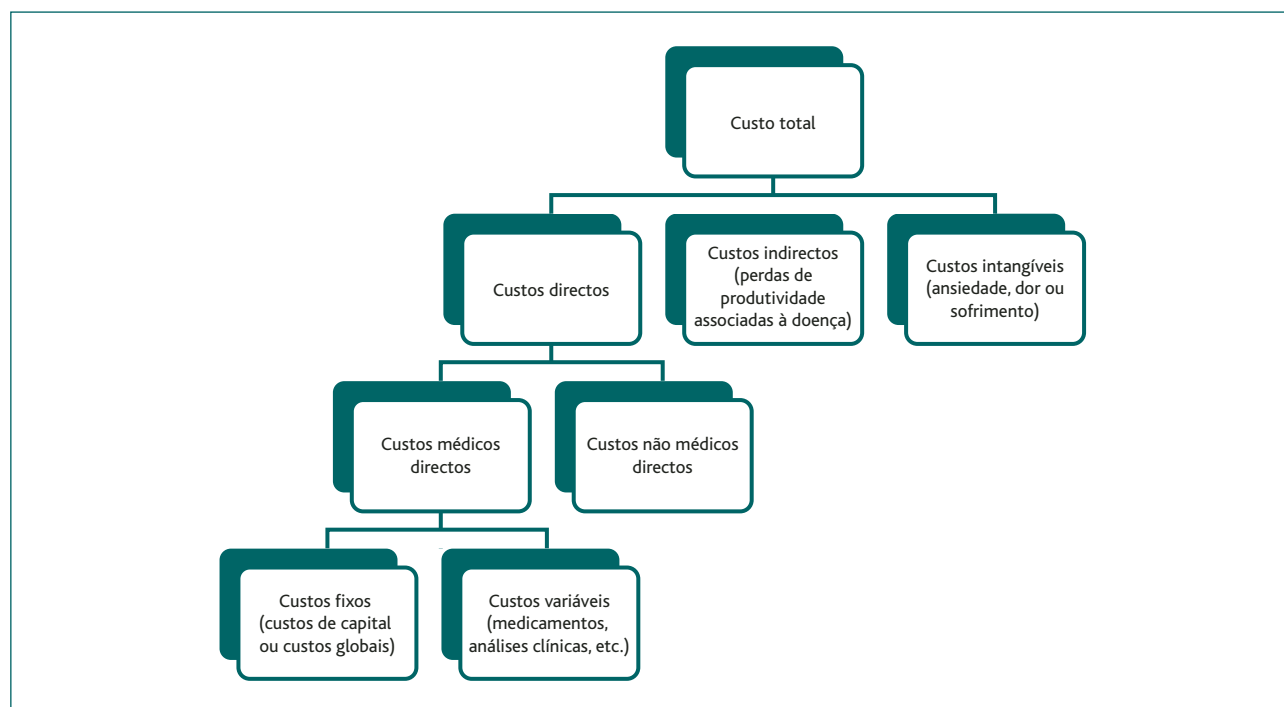 Custo total
Custos directos
Custos indirectos
(perdas de
produtividade
associadas à doença)
Custos intangíveis
(ansiedade, dor ou
sofrimento)
Custos médicos
directos
Custos não médicos
directos
Custos fixos
(custos de capital
ou custos globais)
Custos variáveis
(medicamentos,
análises clínicas, etc.)